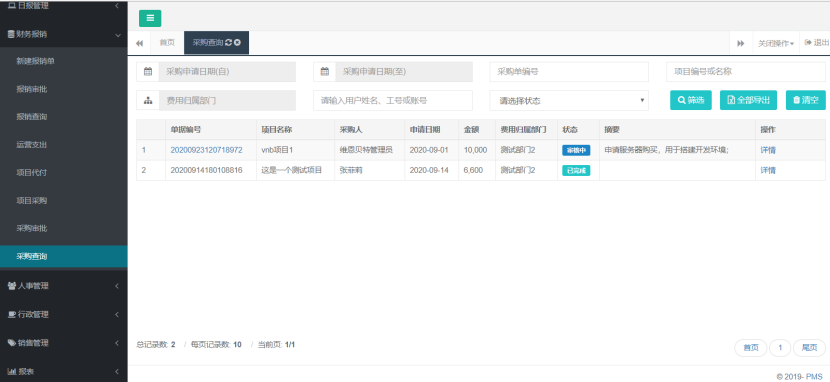 日报管理
财务报销
新建报销单
报销审批
报销查询
运营支出
项目代付
项目采购
采购审批
采购查询
人事管理
行政管理
销售管理
报表
首页 采购查询 关闭操作 退出
采购申请日期(自) 采购申请日期(至) 采购单编号 项目编号或名称
费用归属部门 请输入用户姓名、工号或账号 请选择状态 筛选 全部导出 清空
单据编号 项目名称 采购人 申请日期 金额 费用归属部门 状态 摘要 操作
1 20200923120718972 vnb项目1 维恩贝特管理员 2020-09-01 10,000 测试部门2 审核中 申请服务器购买，用于搭建开发环境； 详情
2 20200914180108816 这是一个测试项目 张菲莉 2020-09-14 6,600 测试部门2 已完成 详情
总记录数: 2 / 每页记录数: 10 / 当前页: 1/1 首页 1 尾页
© 2019- PMS